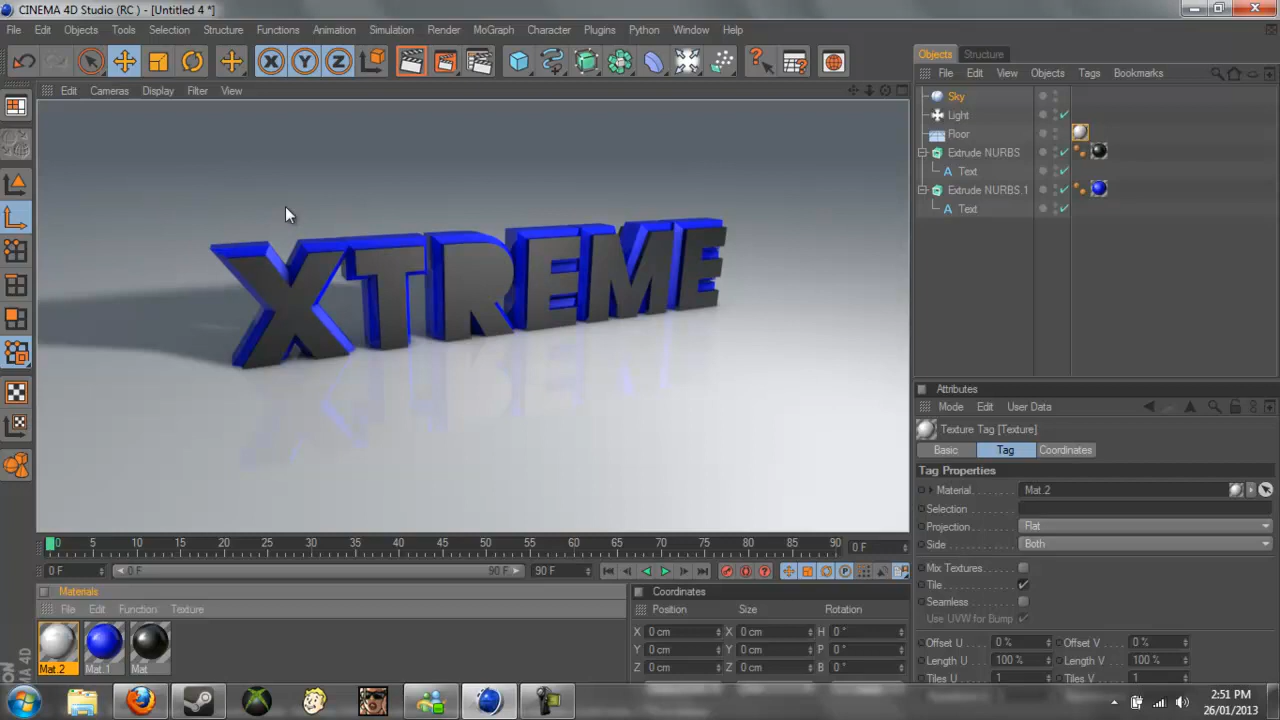 CINEMA 4D Studio (RC ) - [Untitled 4 *]
File Edit Objects Tools Selection Structure Functions Animation Simulation Render MoGraph Character Plugins Python Window Help
X Y Z
Objects Structure
File Edit View Objects Tags Bookmarks
Edit Cameras Display Filter View
Sky
Light
Floor
Extrude NURBS
A Text
Extrude NURBS 1
A Text
XTREME
Attributes
Mode Edit User Data
Texture Tag [Texture]
Basic Tag Coordinates
Tag Properties
Material Mat.2
Selection
Projection Flat
Side Both
Mix Textures
Tile
Seamless
Use UVW for Bump
Offset U 0 % Offset V 0 %
Length U 100 % Length V 100 %
Tiles U 1 Tiles V 1
0 5 10 15 20 25 30 35 40 45 50 55 60 65 70 75 80 85 90 0 F
0 F 0 F 90 F 90 F
Materials
File Edit Function Texture
Mat.2 Mat.1 Mat
Coordinates
Position Size Rotation
X 0 cm X 0 cm H 0 °
Y 0 cm Y 0 cm P 0 °
Z 0 cm Z 0 cm B 0 °
2:51 PM
26/01/2013